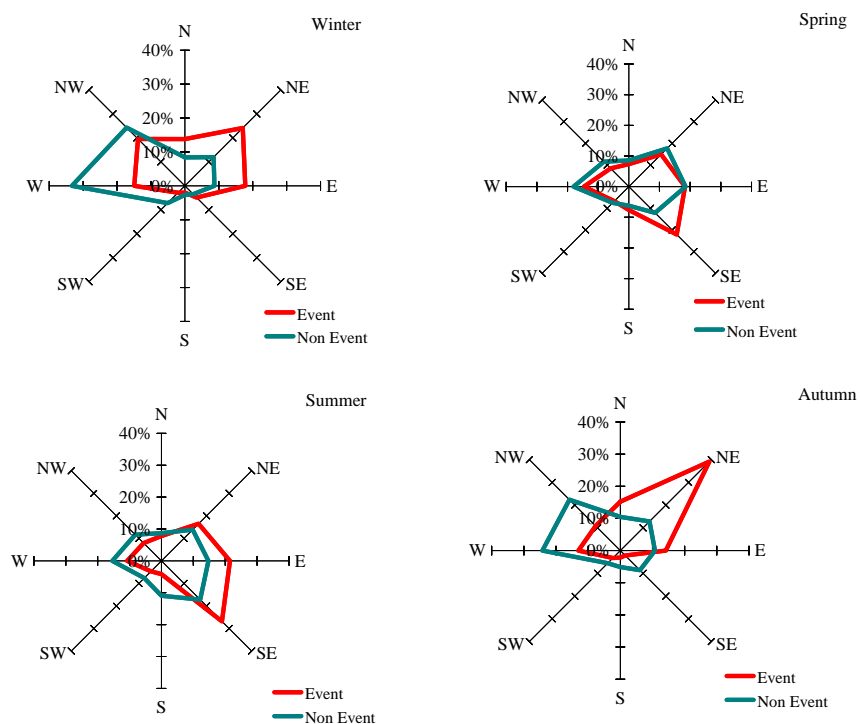 Winter
N
40%
30%
20%
10%
0%
NW
NE
W
E
SW
SE
S
Event
Non Event
Spring
N
40%
30%
20%
10%
0%
NW
NE
W
E
SW
SE
S
Event
Non Event
Summer
N
40%
30%
20%
10%
0%
NW
NE
W
E
SW
SE
S
Event
Non Event
Autumn
N
40%
30%
20%
10%
0%
NW
NE
W
E
SW
SE
S
Event
Non Event